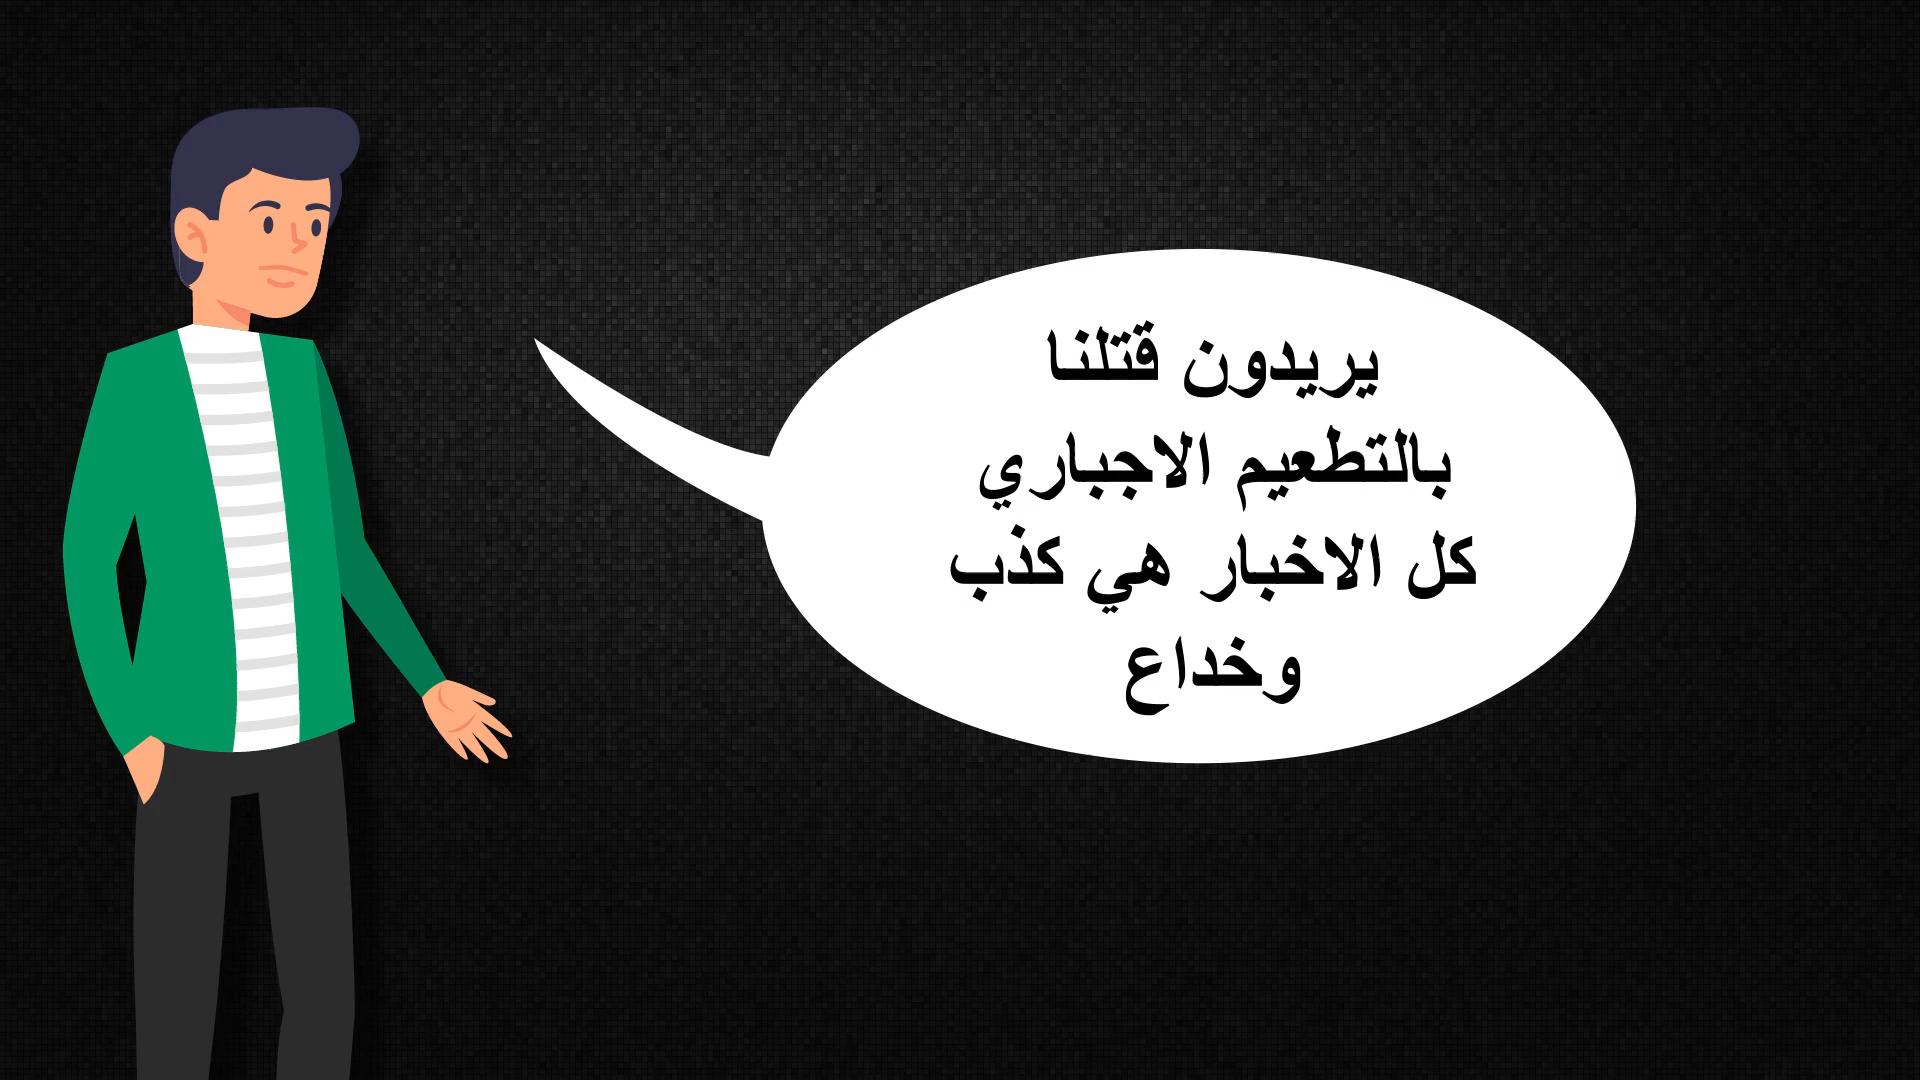 يريدون قتلنا
بالتطعيم الاجباري
كل الاخبار هي كذب
وخداع